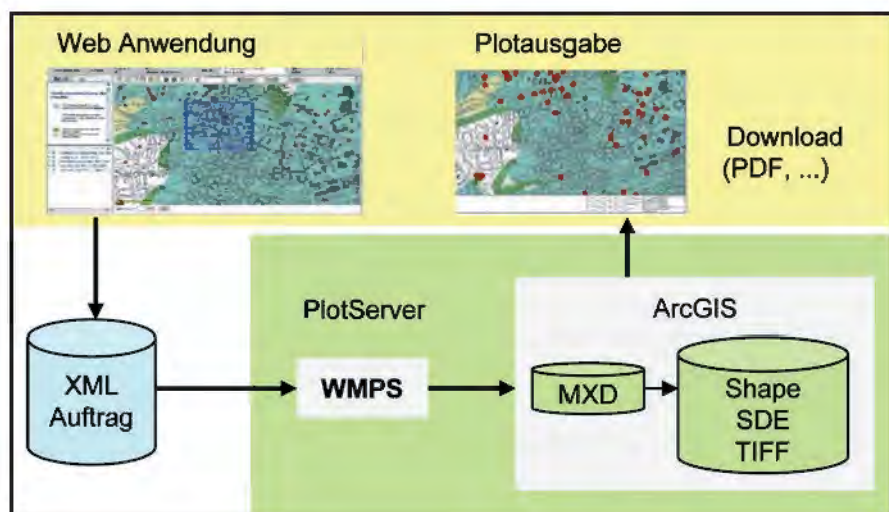 Web Anwendung
Plotausgabe
Download
(PDF, ...)
PlotServer
ArcGIS
XML
Auftrag
WMPS
MXD
Shape
SDE
TIFF